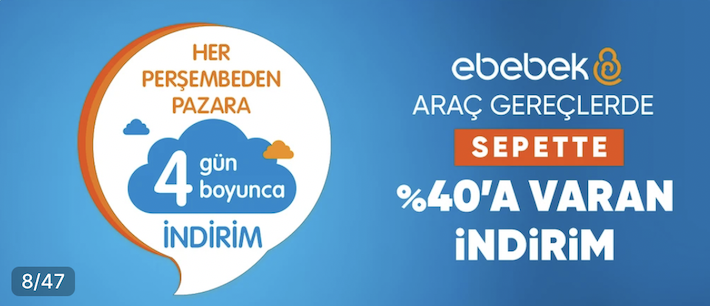 HER
PERŞEMBEDEN
PAZARA
4 gün
boyunca
İNDİRİM
ebebek
ARAÇ GEREÇLERDE
SEPETTE
%40'A VARAN
İNDİRİM
8/47